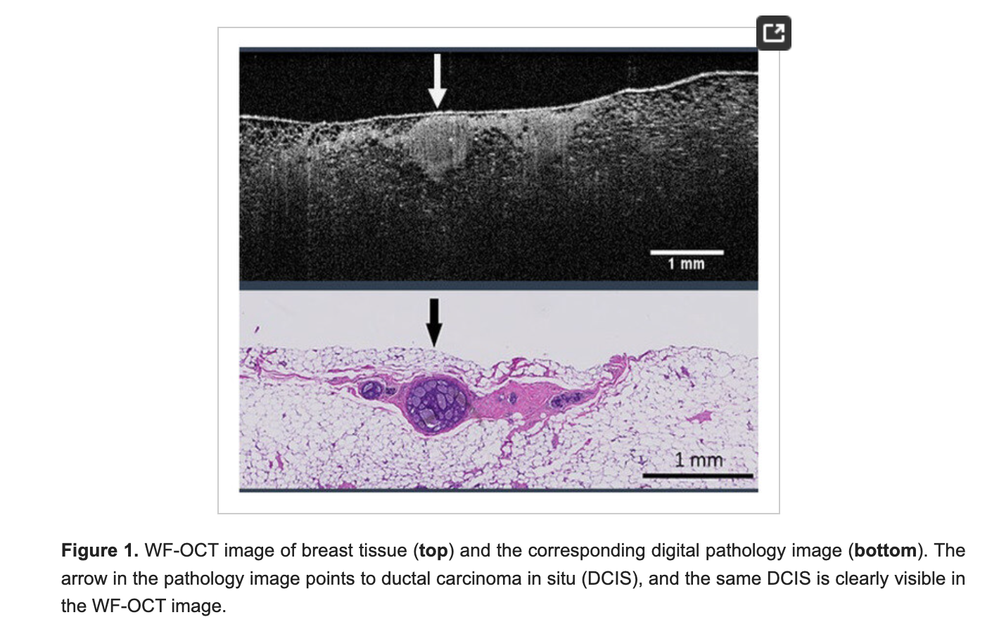 1 mm
1 mm
Figure 1. WF-OCT image of breast tissue (top) and the corresponding digital pathology image (bottom). The
arrow in the pathology image points to ductal carcinoma in situ (DCIS), and the same DCIS is clearly visible in
the WF-OCT image.